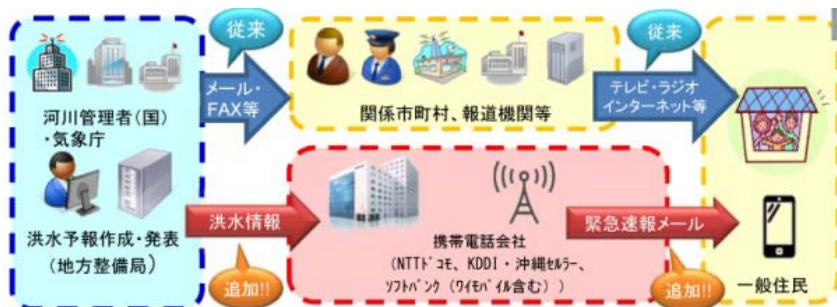 河川管理者(国)
・気象庁
洪水予報作成・発表
(地方整備局)
従来
メール・
FAX等
関係市町村、報道機関等
従来
テレビ・ラジオ
インターネット等
洪水情報
追加!!
携帯電話会社
(NTTﾄﾞｺﾓ、KDDI・沖縄ｾﾙﾗｰ、
ｿﾌﾄﾊﾞﾝｸ(ﾜｲﾓﾊﾞｲﾙ含む))
緊急速報メール
追加!!
一般住民